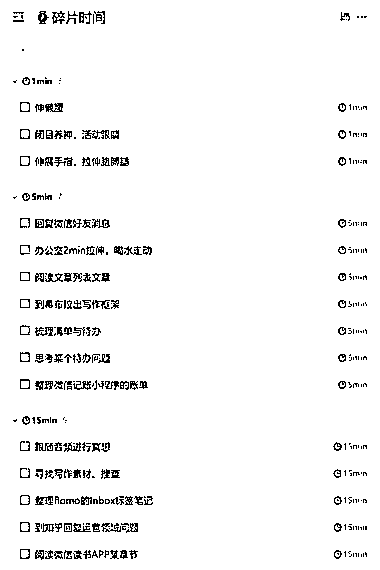 碎片时间
1min 3
伸懒腰 1min
闭目养神，活动眼睛 1min
伸展手指，拉伸胳膊 1min
5min 7
回复微信好友消息 5min
办公室2min拉伸，喝水走动 5min
阅读文章列表文章 5min
到幕布拉出写作框架 5min
梳理清单与待办 5min
思考某个待办问题 5min
整理微信记账小程序的账单 5min
15min 5
跟随音频进行冥想 15min
寻找写作素材，搜查 15min
整理flomo的inbox标签笔记 15min
到知乎回复运营领域问题 15min
阅读微信读书APP某章节 15min